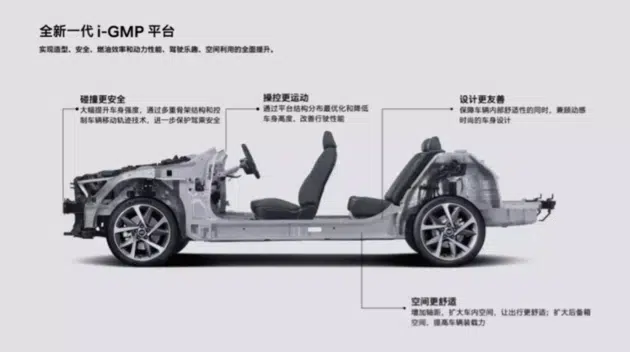 全新一代 i-GMP 平台
实现造型、安全、燃油效率和动力性能、驾驶乐趣、空间利用的全面提升。
碰撞更安全
大幅提升车身强度，通过多重骨架结构和控
制车辆移动轨迹技术、进一步保护驾乘安全
操控更运动
通过平台结构分布最优化和降低
车身高度、改善行驶性能
设计更友善
保障车辆内部舒适性的同时，兼顾动感
时尚的车身设计
空间更舒适
增加轴距，扩大车内空间，让出行更舒适；扩大后备箱
空间、提高车辆装载力